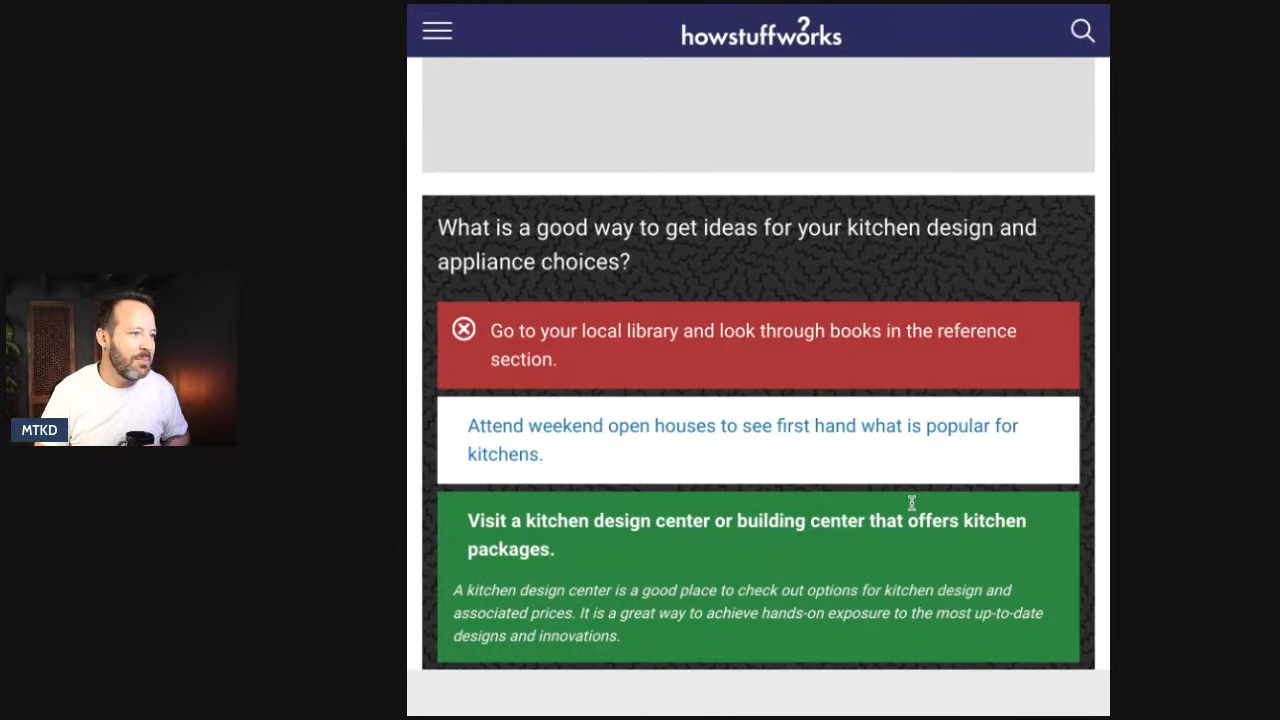 howstuffworks
What is a good way to get ideas for your kitchen design and
appliance choices?
Go to your local library and look through books in the reference
section.
Attend weekend open houses to see first hand what is popular for
kitchens.
Visit a kitchen design center or building center that offers kitchen
packages.
A kitchen design center is a good place to check out options for kitchen design and
associated prices. It is a great way to achieve hands-on exposure to the most up-to-date
designs and innovations.
MTKD